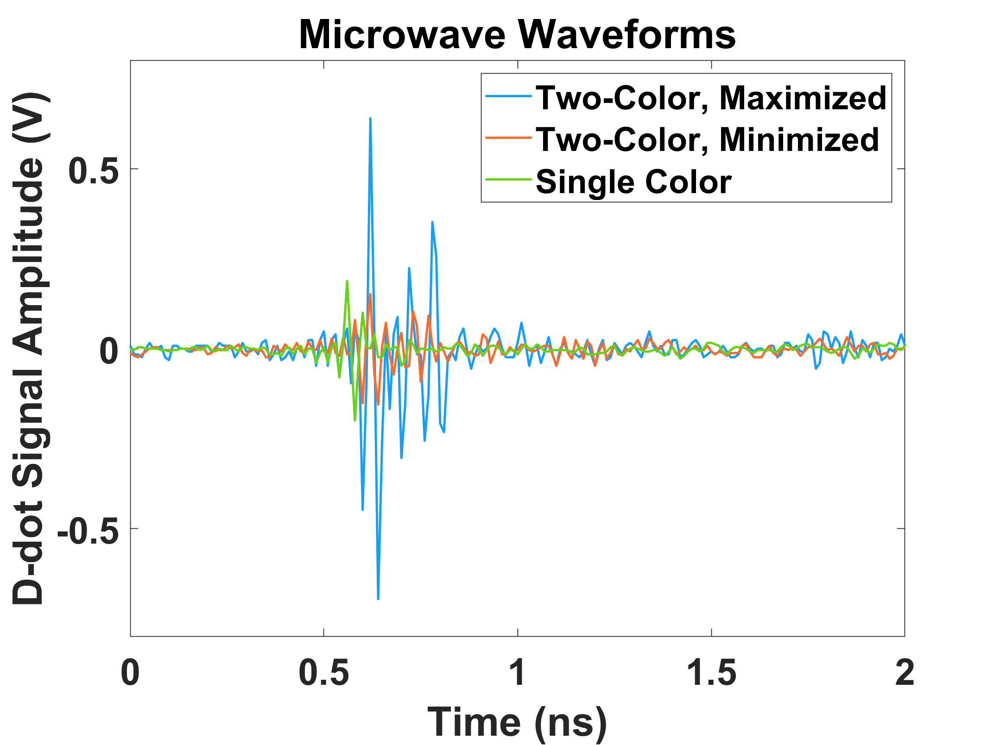 Microwave Waveforms
Two-Color, Maximized
Two-Color, Minimized
Single Color
D-dot Signal Amplitude (V)
0.5
0
-0.5
0 0.5 1 1.5 2
Time (ns)